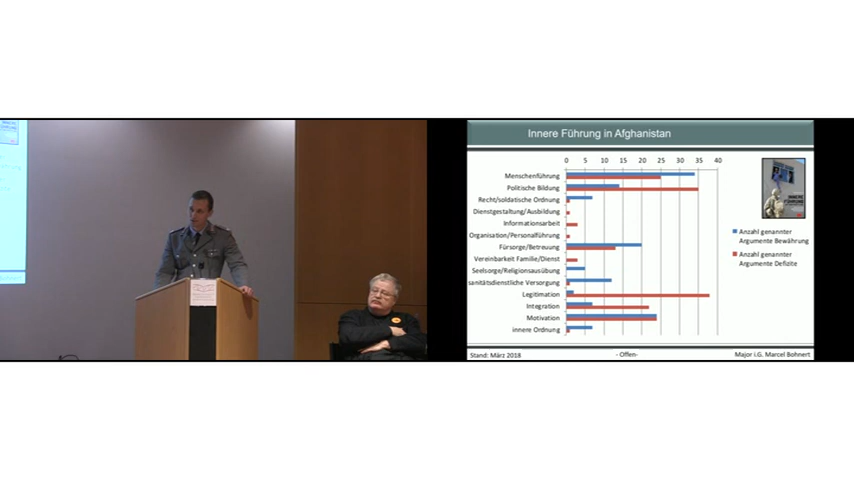 Innere Führung in Afghanistan
0 5 10 15 20 25 30 35 40
Menschenführung
Politische Bildung
Recht/soldatische Ordnung
Dienstgestaltung/Ausbildung
Informationsarbeit
Organisation/Personalführung
Fürsorge/Betreuung
Vereinbarkeit Familie/Dienst
Seelsorge/Religionsausübung
sanitätsdienstliche Versorgung
Legitimation
Integration
Motivation
innere Ordnung
INNERE
FÜHRUNG
Anzahl genannter
Argumente Bewährung
Anzahl genannter
Argumente Defizite
Stand: März 2018
- Offen-
Major i.G. Marcel Bohnert